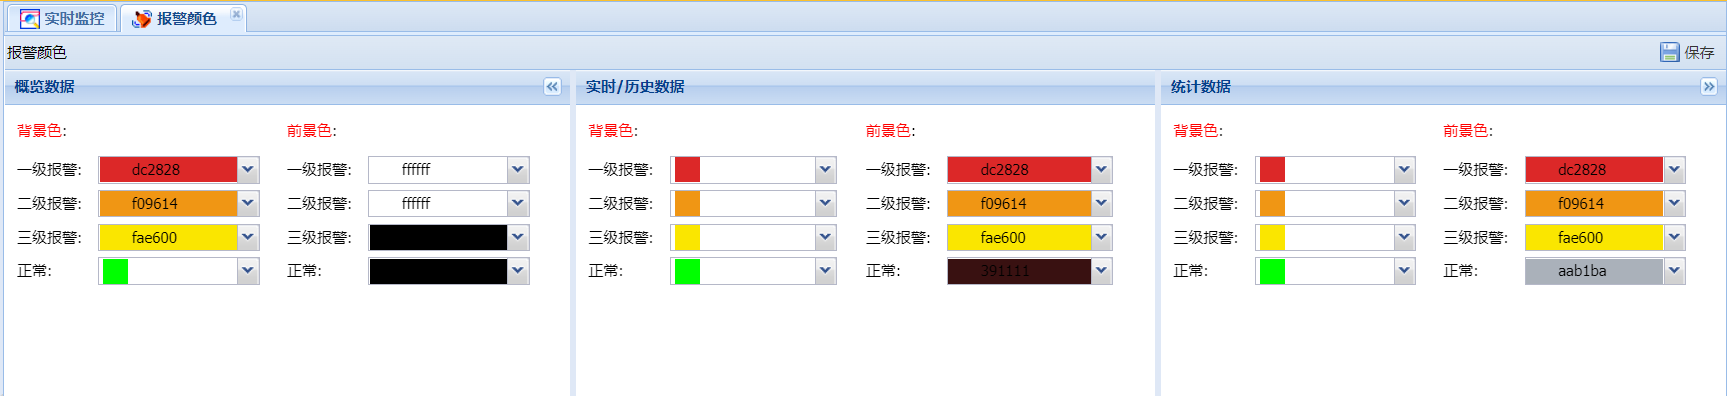 实时监控 报警颜色
报警颜色 保存
概览数据 实时/历史数据 统计数据
背景色: 前景色: 背景色: 前景色: 背景色: 前景色:
一级报警: dc2828 一级报警: ffffff 一级报警: 一级报警: dc2828 一级报警: 一级报警: dc2828
二级报警: f09614 二级报警: ffffff 二级报警: 二级报警: f09614 二级报警: 二级报警: f09614
三级报警: fae600 三级报警: 三级报警: 三级报警: fae600 三级报警: 三级报警: fae600
正常: 正常: 正常: 正常: 391111 正常: 正常: aab1ba